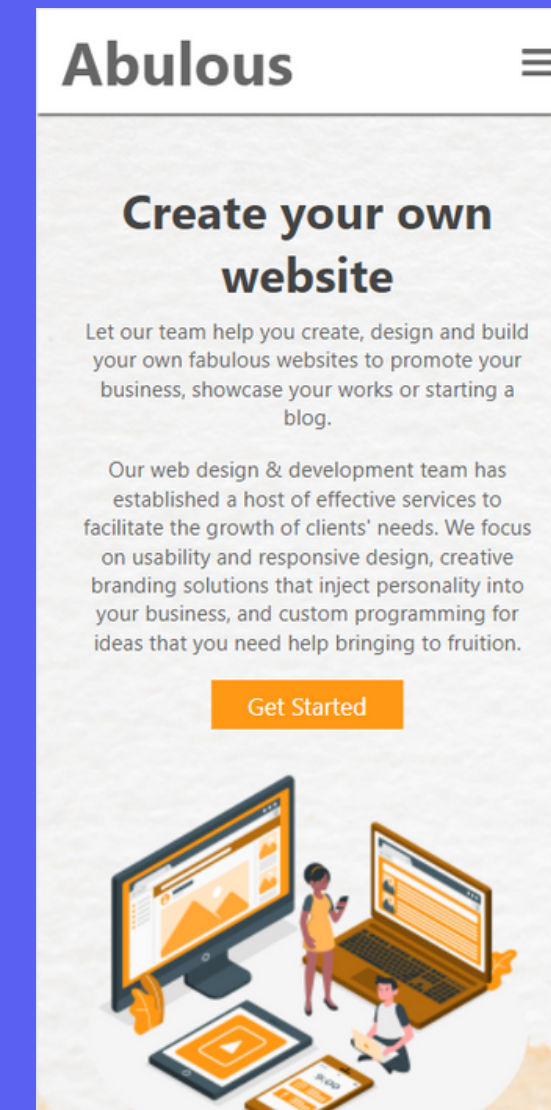 Abulous
Create your own
website
Let our team help you create, design and build
your own fabulous websites to promote your
business, showcase your works or starting a
blog.
Our web design & development team has
established a host of effective services to
facilitate the growth of clients' needs. We focus
on usability and responsive design, creative
branding solutions that inject personality into
your business, and custom programming for
ideas that you need help bringing to fruition.
Get Started
9:00